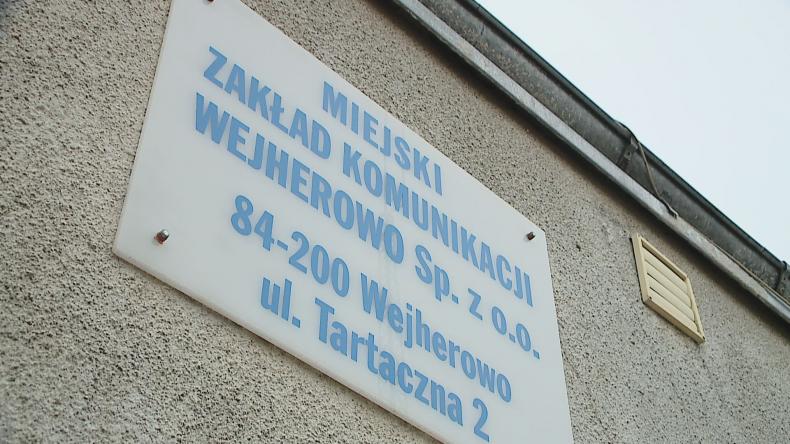 MIEJSKI
ZAKŁAD KOMUNIKACJI
WEJHEROWO Sp. z o.o.
84-200 Wejherowo
ul. Tartaczna 2